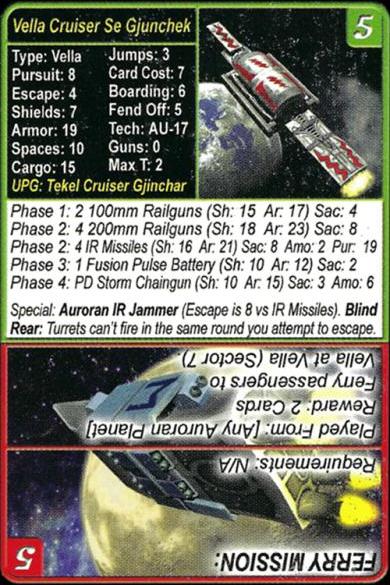 Vella Cruiser Se Gjunchek
5
Type: Vella
Pursuit: 8
Escape: 4
Shields: 7
Armor: 19
Spaces: 10
Cargo: 15
Jumps: 3
Card Cost: 7
Boarding: 6
Fend Off: 5
Tech: AU-17
Guns: 0
Max T: 2
UPG: Tekel Cruiser Gjinchar
Phase 1: 2 100mm Railguns (Sh: 15 Ar: 17) Sac: 4
Phase 2: 4 200mm Railguns (Sh: 18 Ar: 23) Sac: 8
Phase 2: 4 IR Missiles (Sh: 16 Ar: 21) Sac: 8 Amo: 2 Pur: 19
Phase 3: 1 Fusion Pulse Battery (Sh: 10 Ar: 12) Sac: 2
Phase 4: PD Storm Chaingun (Sh: 10 Ar: 15) Sac: 3 Amo: 6
Special: Auroran IR Jammer (Escape is 8 vs IR Missiles). Blind
Rear: Turrets can't fire in the same round you attempt to escape.
FERRY MISSION:
5
Requirements: N/A
Played From: [Any Auroran Planet]
Reward: 2 Cards
Ferry passengers to
Vella at Vella (Sector 7).